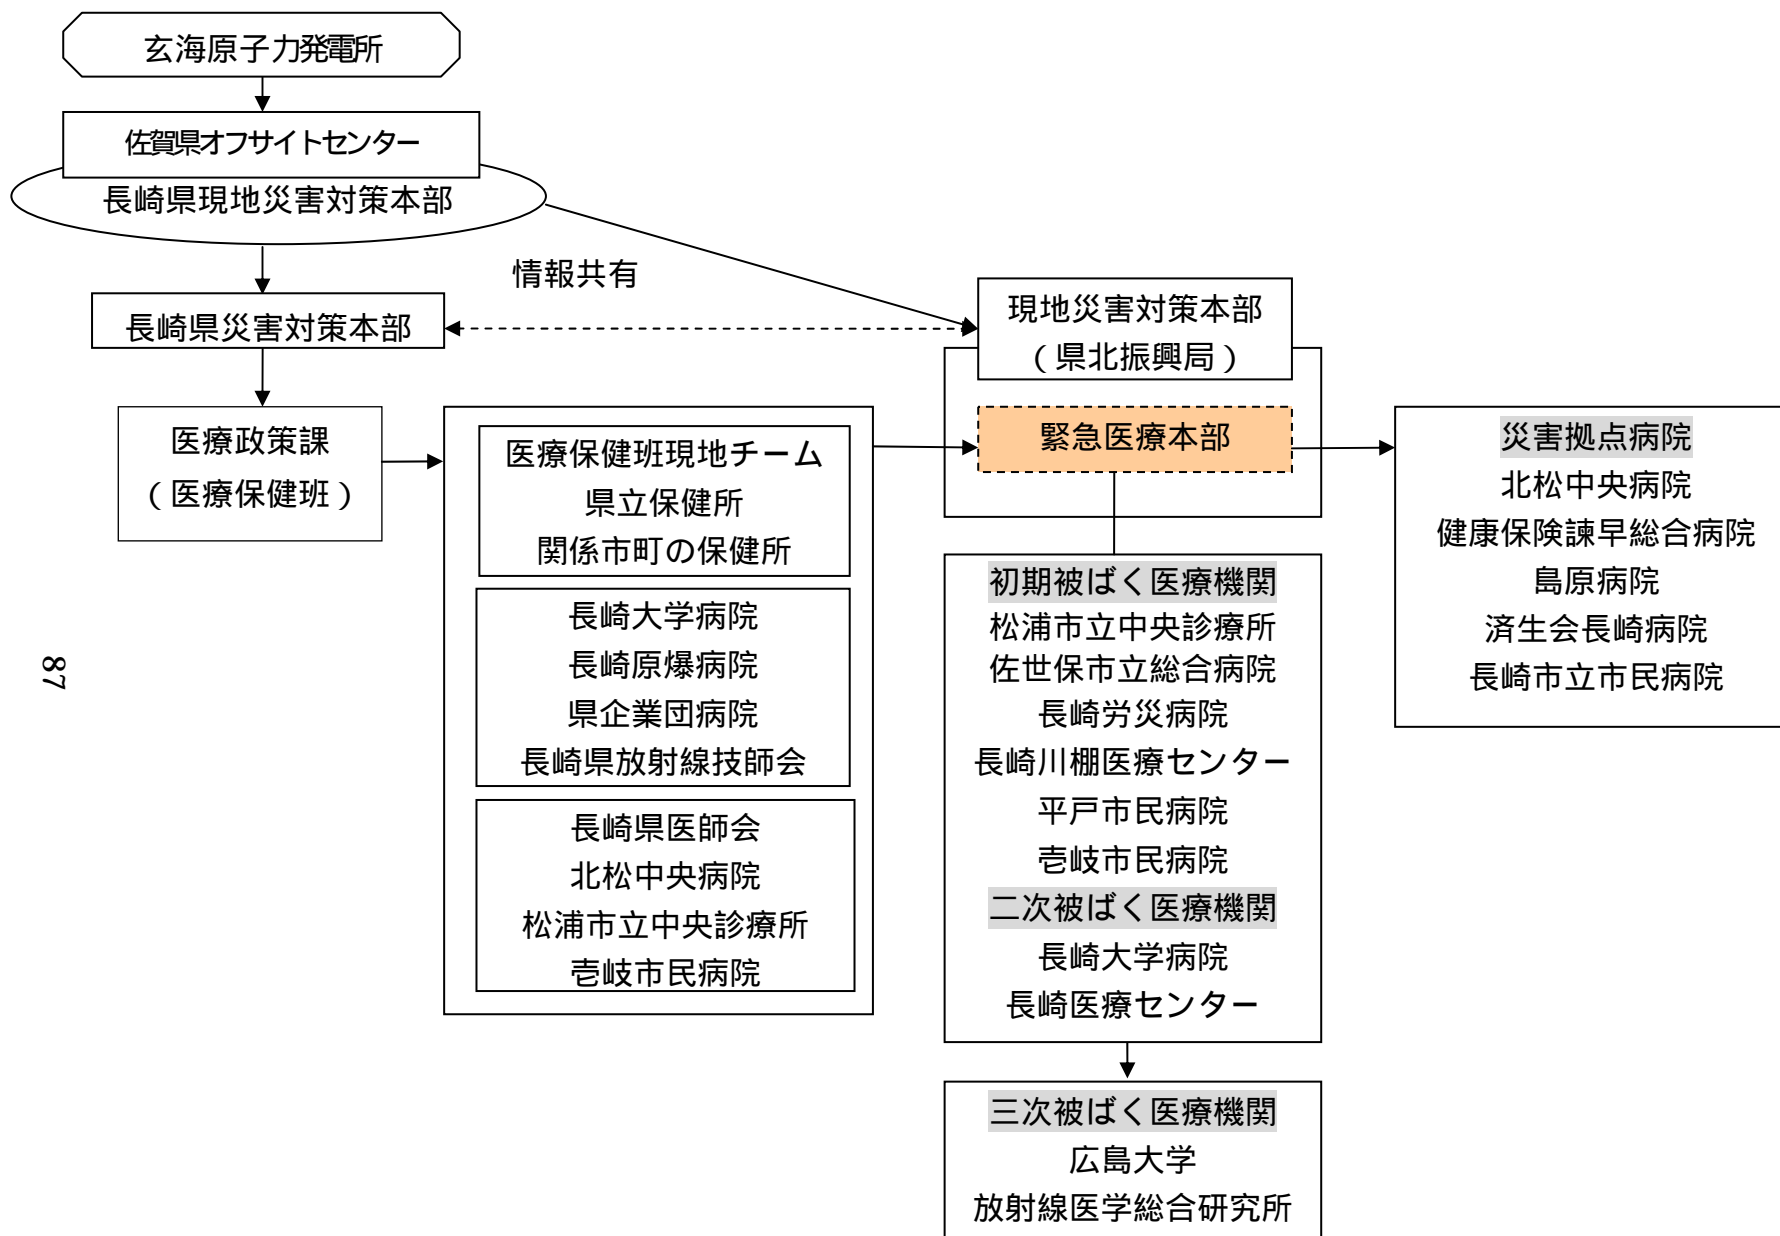 玄海原子力発電所
佐賀県オフサイトセンター
長崎県現地災害対策本部
情報共有
長崎県災害対策本部
現地災害対策本部
（県北振興局）
医療政策課
（医療保健班）
医療保健班現地チーム
県立保健所
関係市町の保健所
長崎大学病院
長崎原爆病院
県企業団病院
長崎県放射線技師会
長崎県医師会
北松中央病院
松浦市立中央診療所
壱岐市民病院
緊急医療本部
初期被ばく医療機関
松浦市立中央診療所
佐世保市立総合病院
長崎労災病院
長崎川棚医療センター
平戸市民病院
壱岐市民病院
二次被ばく医療機関
長崎大学病院
長崎医療センター
三次被ばく医療機関
広島大学
放射線医学総合研究所
災害拠点病院
北松中央病院
健康保険諫早総合病院
島原病院
済生会長崎病院
長崎市立市民病院
87